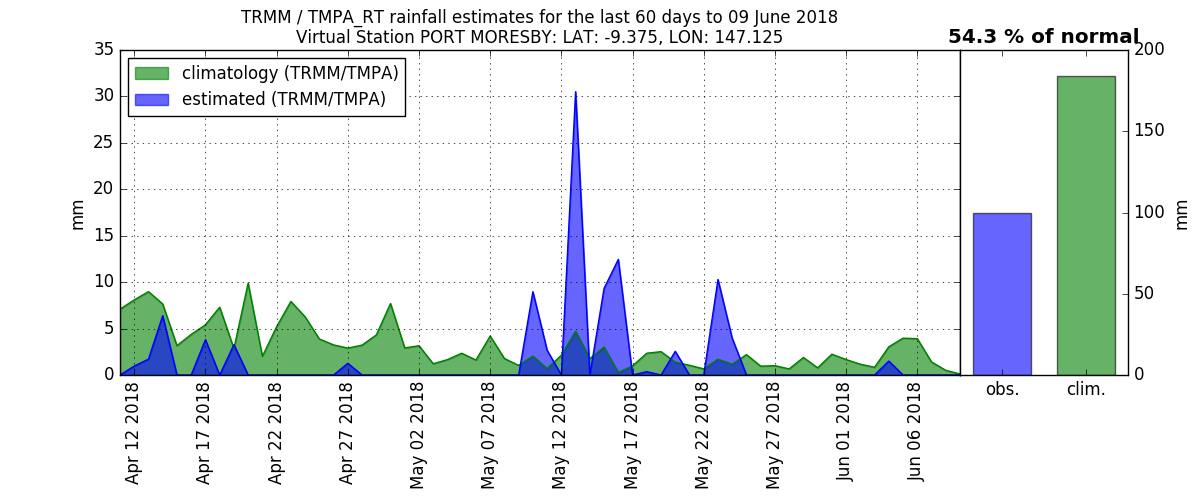 TRMM / TMPA_RT rainfall estimates for the last 60 days to 09 June 2018
Virtual Station PORT MORESBY: LAT: -9.375, LON: 147.125
54.3 % of normal
climatology (TRMM/TMPA)
estimated (TRMM/TMPA)
35
30
25
20
15
10
5
0
mm
Apr 12 2018
Apr 17 2018
Apr 22 2018
Apr 27 2018
May 02 2018
May 07 2018
May 12 2018
May 17 2018
May 22 2018
May 27 2018
Jun 01 2018
Jun 06 2018
obs.
clim.
200
150
100
50
0
mm